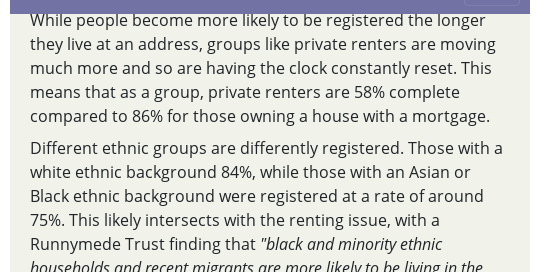 While people become more likely to be registered the longer
they live at an address, groups like private renters are moving
much more and so are having the clock constantly reset. This
means that as a group, private renters are 58% complete
compared to 86% for those owning a house with a mortgage.
Different ethnic groups are differently registered. Those with a
white ethnic background 84%, while those with an Asian or
Black ethnic background were registered at a rate of around
75%. This likely intersects with the renting issue, with a
Runnymede Trust finding that "black and minority ethnic
households and recent migrants are more likely to be living in the